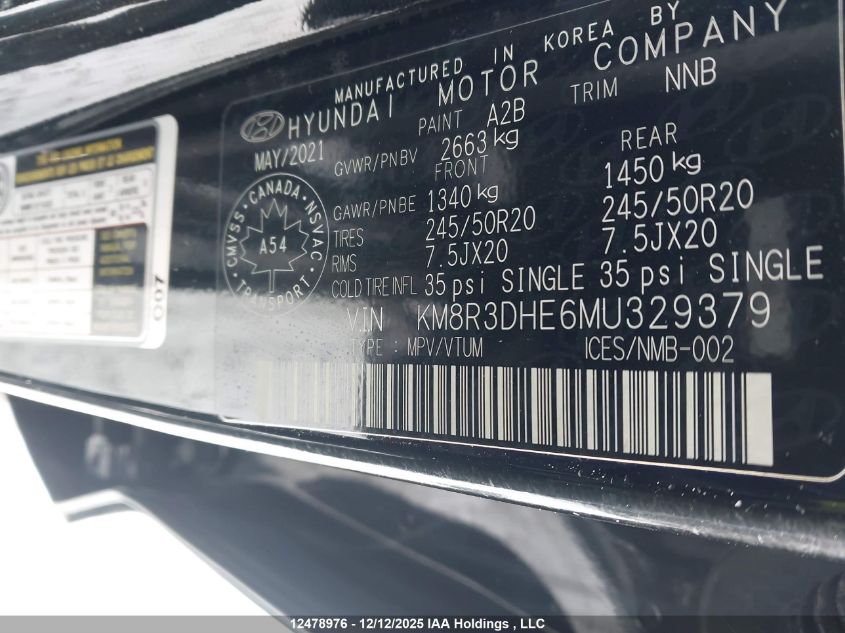 MANUFACTURED IN KOREA BY
HYUNDAI MOTOR COMPANY
MAY/2021 PAINT A2B TRIM NNB
GVWR/PNBV 2663 kg
FRONT REAR
GAWR/PNBE 1340 kg 1450 kg
TIRES 245/50R20 245/50R20
RIMS 7.5JX20 7.5JX20
COLD TIRE INFL 35 psi SINGLE 35 psi SINGLE
VIN KM8R3DHE6MU329379
TYPE : MPV/VTUM ICES/NMB-002
CMVSS · CANADA · NSVAC
A54
TRANSPORT
C07
12478976 - 12/12/2025 IAA Holdings , LLC